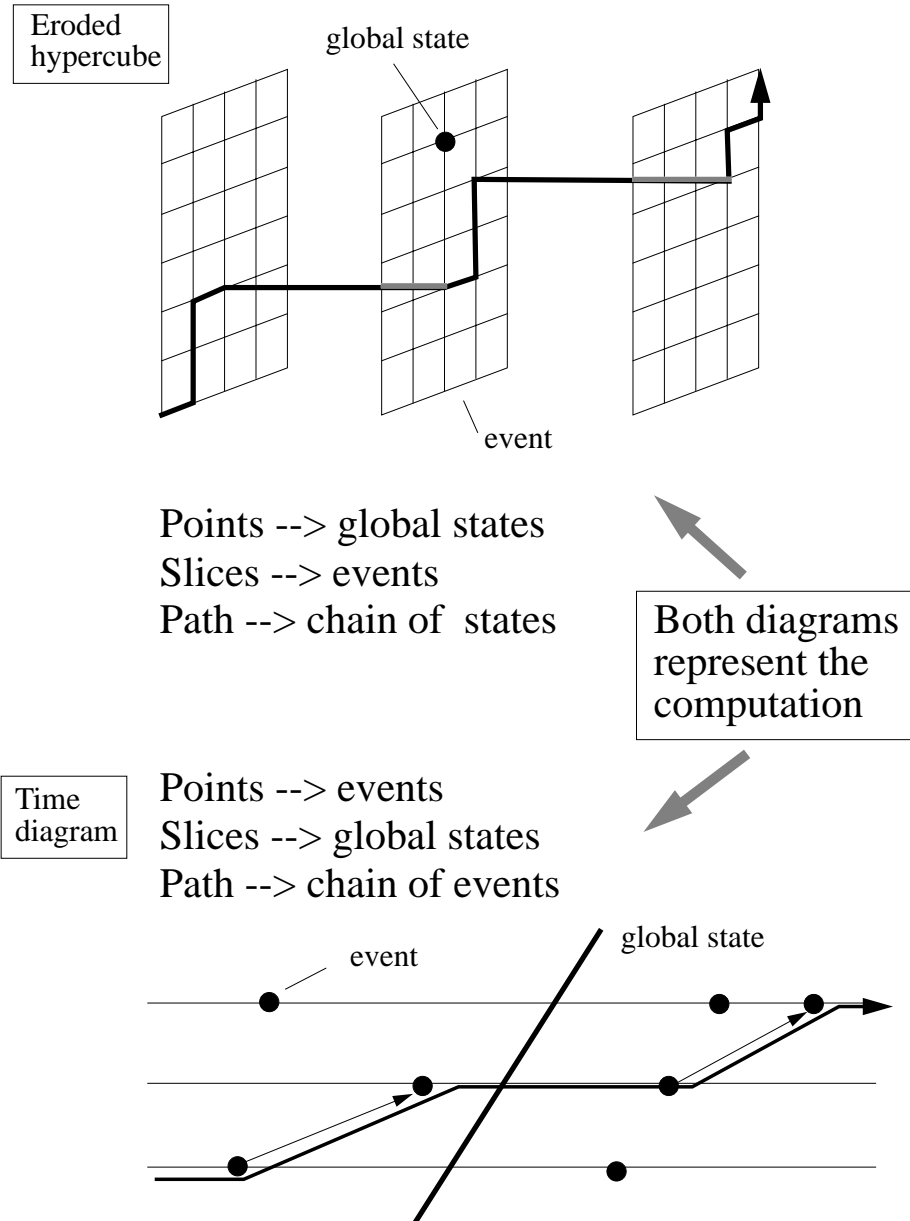 Eroded
hypercube
global state
event
Points --> global states
Slices --> events
Path --> chain of  states
Both diagrams
represent the
computation
Time
diagram
Points --> events
Slices --> global states
Path --> chain of events
global state
event